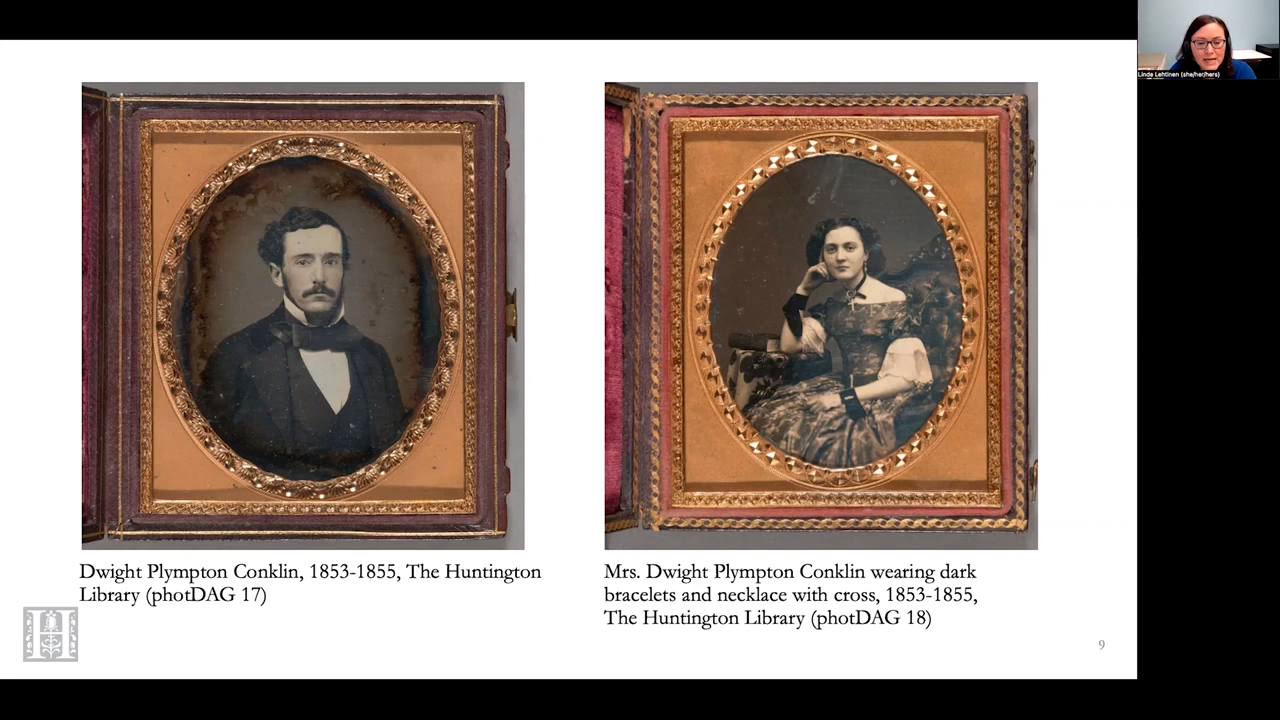 Linde Lehtinen (she/her/hers)
Dwight Plympton Conklin, 1853-1855, The Huntington
Library (photDAG 17)
Mrs. Dwight Plympton Conklin wearing dark
bracelets and necklace with cross, 1853-1855,
The Huntington Library (photDAG 18)
H
9